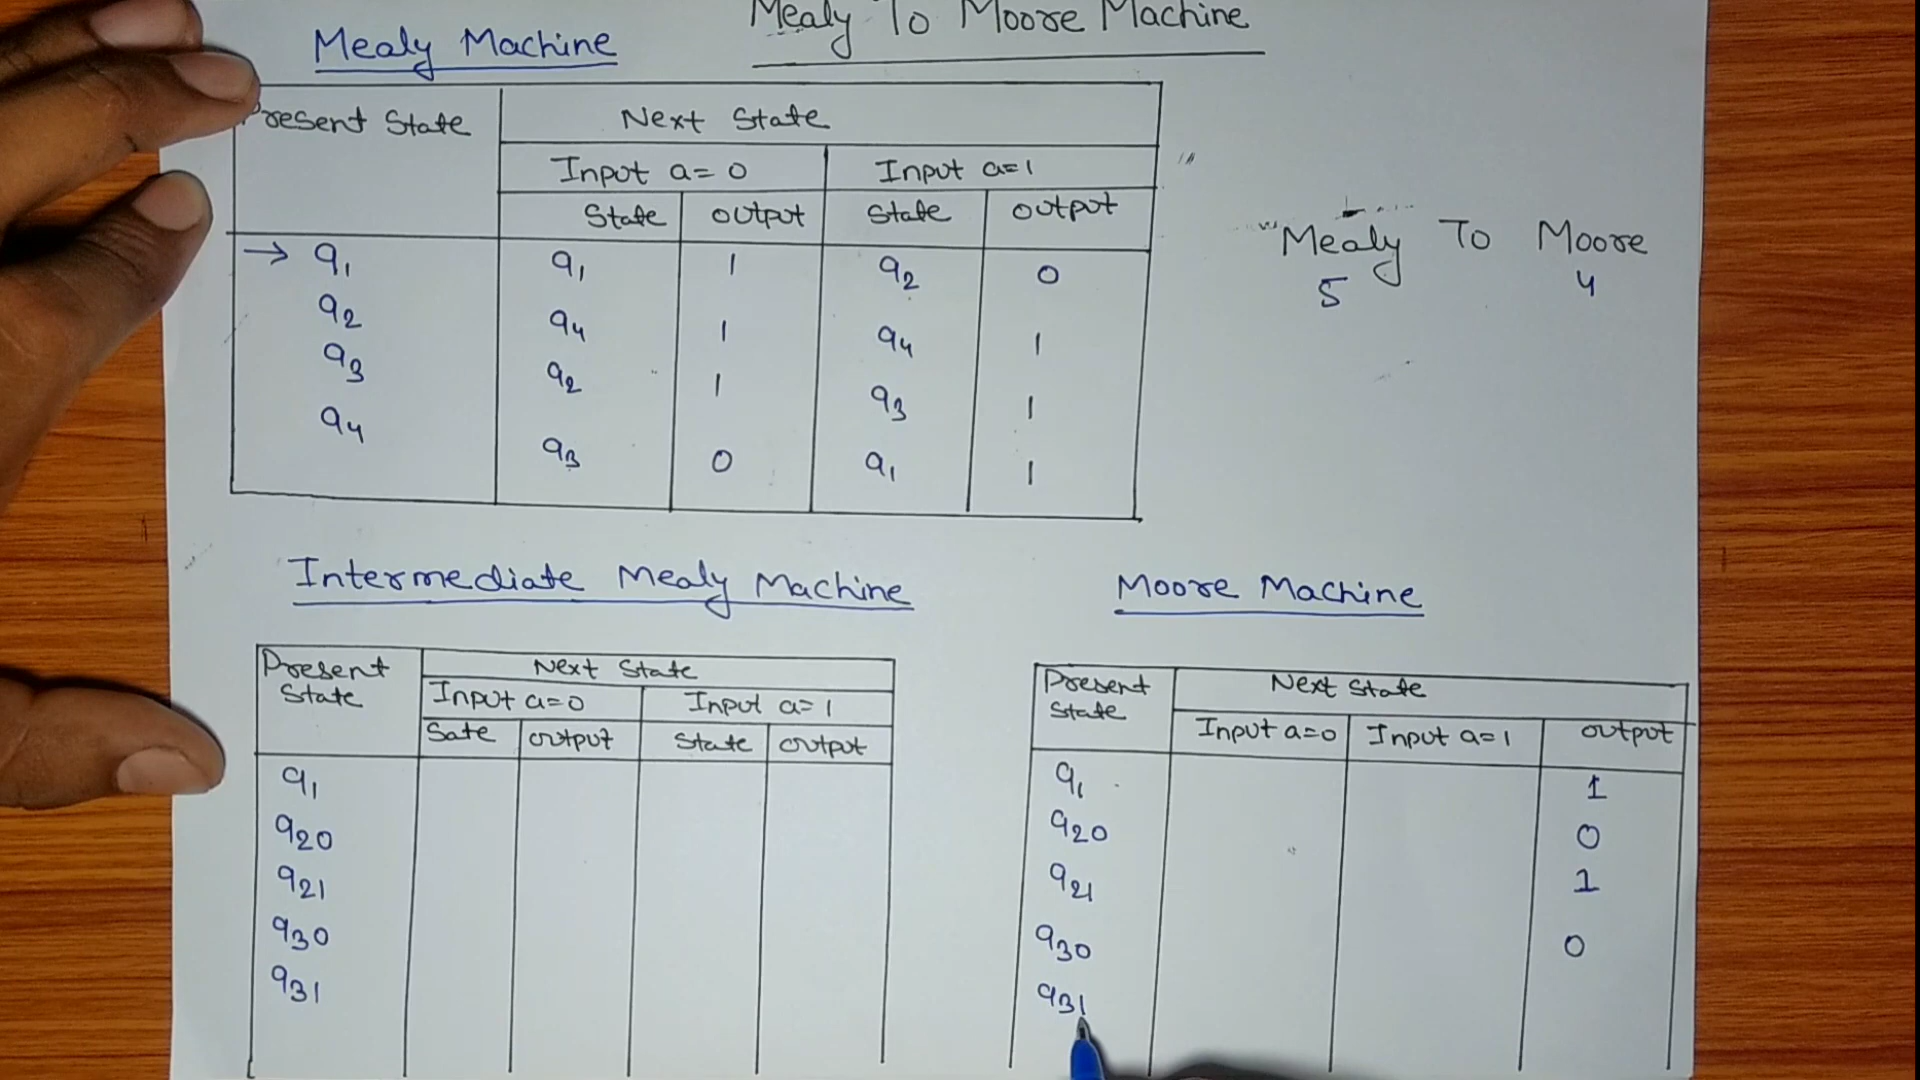 Mealy To Moore Machine
Mealy Machine
Present State Next State
Input a= 0 Input a=1
State output State output
→ q1 q1 1 q2 0
q2 q4 1 q4 1
q3 q2 1 q3 1
q4 q3 0 q1 1
"Mealy To Moore
5 4
Intermediate Mealy Machine
Present State Next State
Input a=0 Input a=1
Sate output State output
q1
q20
q21
q30
q31
Moore Machine
Present State Next State
Input a=0 Input a=1 output
q1 1
q20 0
q21 1
q30 0
q31